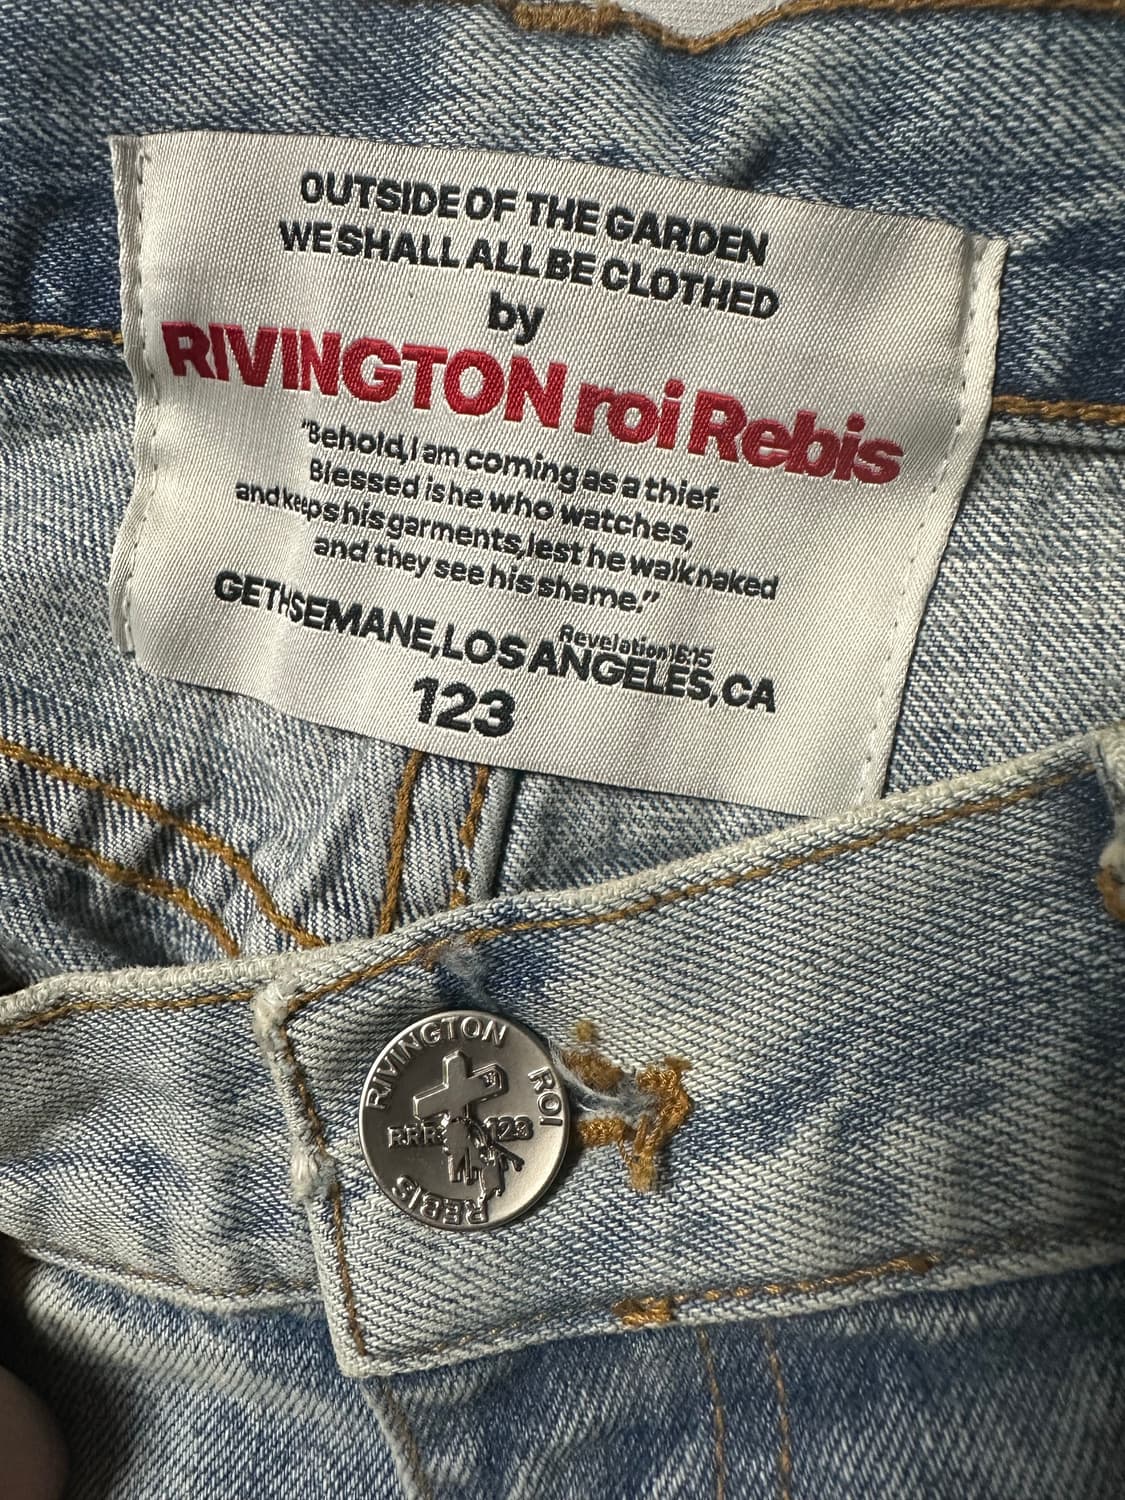 OUTSIDE OF THE GARDEN
WE SHALL ALL BE CLOTHED
by
RIVINGTON roi Rebis
"Behold, I am coming as a thief.
Blessed is he who watches,
and keeps his garments, lest he walk naked
and they see his shame."
Revelation 16:15
GETHSEMANE, LOS ANGELES, CA
123
RIVINGTON ROI REBIS
RRR 123